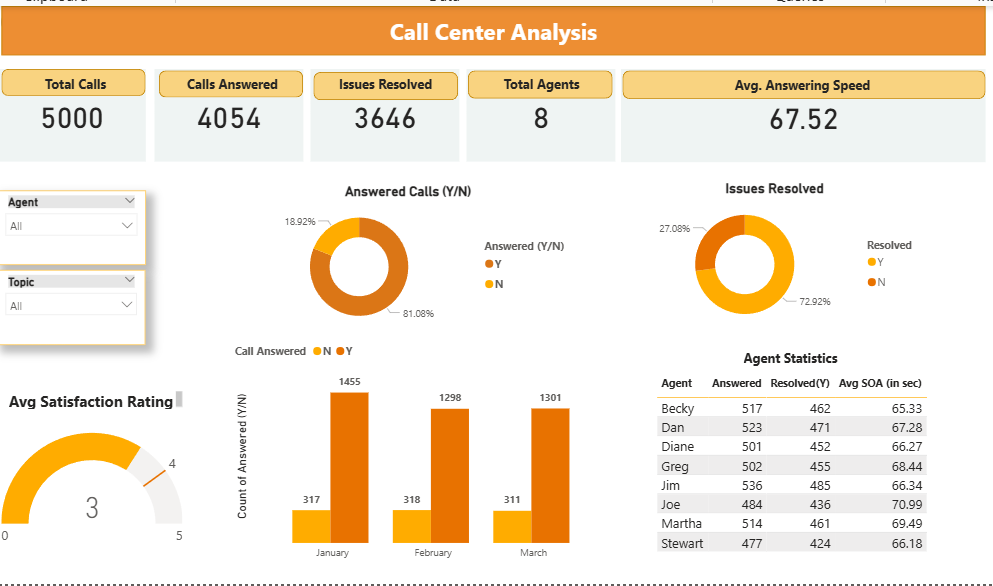 Clipboard
Data
Queries
Call Center Analysis
Total Calls
5000
Calls Answered
4054
Issues Resolved
3646
Total Agents
8
Avg. Answering Speed
67.52
Agent
All
Topic
All
Avg Satisfaction Rating
4
3
0
5
Answered Calls (Y/N)
18.92%
81.08%
Answered (Y/N)
Y
N
Issues Resolved
27.08%
72.92%
Resolved
Y
N
Call Answered N Y
Count of Answered (Y/N)
317
1455
318
1298
311
1301
January
February
March
Agent Statistics
Agent Answered Resolved(Y) Avg SOA (in sec)
Becky 517 462 65.33
Dan 523 471 67.28
Diane 501 452 66.27
Greg 502 455 68.44
Jim 536 485 66.34
Joe 484 436 70.99
Martha 514 461 69.49
Stewart 477 424 66.18